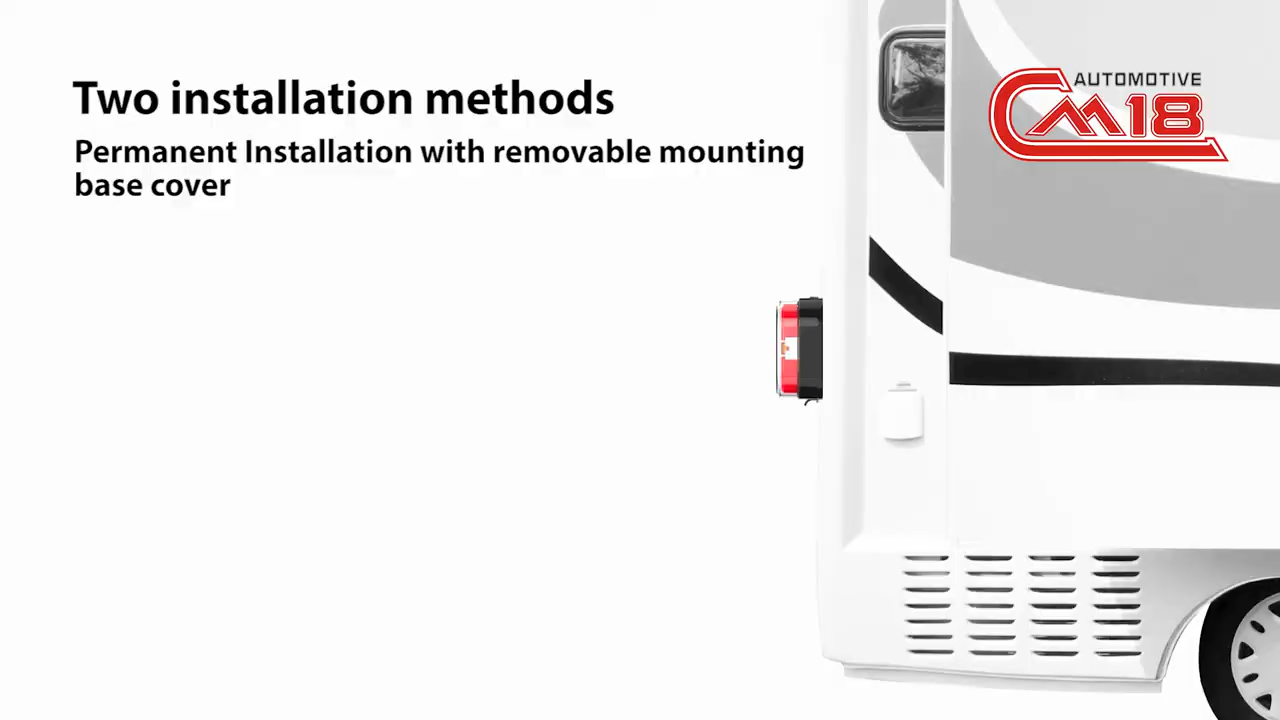 Two installation methods
Permanent Installation with removable mounting
base cover
AUTOMOTIVE
CM18